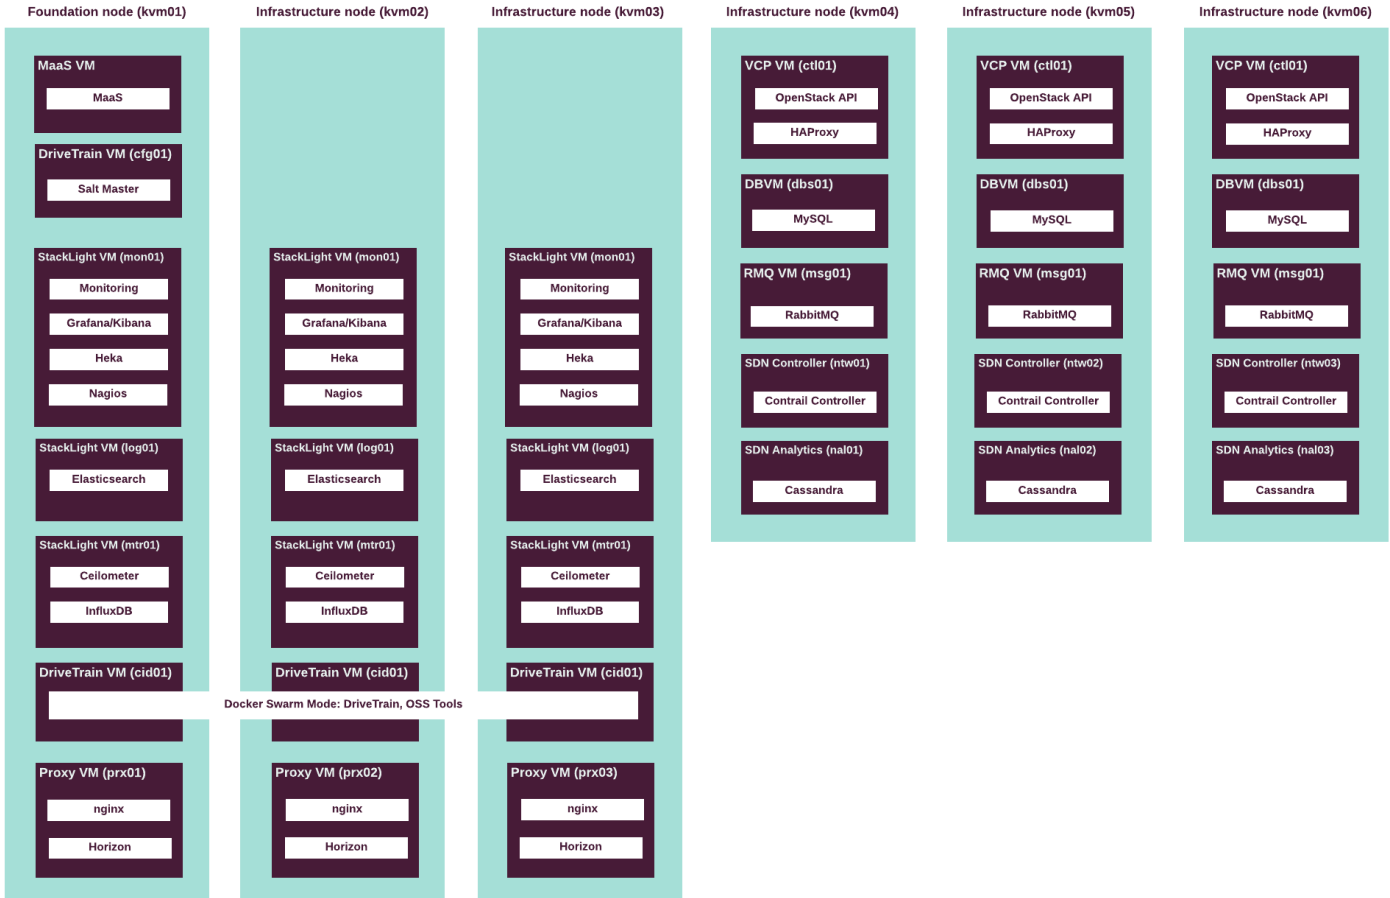 Foundation node (kvm01)
MaaS VM
MaaS
DriveTrain VM (cfg01)
Salt Master
StackLight VM (mon01)
Monitoring
Grafana/Kibana
Heka
Nagios
StackLight VM (log01)
Elasticsearch
StackLight VM (mtr01)
Ceilometer
InfluxDB
DriveTrain VM (cid01)
Docker Swarm Mode: DriveTrain, OSS Tools
Proxy VM (prx01)
nginx
Horizon
Infrastructure node (kvm02)
StackLight VM (mon01)
Monitoring
Grafana/Kibana
Heka
Nagios
StackLight VM (log01)
Elasticsearch
StackLight VM (mtr01)
Ceilometer
InfluxDB
DriveTrain VM (cid01)
Proxy VM (prx02)
nginx
Horizon
Infrastructure node (kvm03)
StackLight VM (mon01)
Monitoring
Grafana/Kibana
Heka
Nagios
StackLight VM (log01)
Elasticsearch
StackLight VM (mtr01)
Ceilometer
InfluxDB
DriveTrain VM (cid01)
Proxy VM (prx03)
nginx
Horizon
Infrastructure node (kvm04)
VCP VM (ctl01)
OpenStack API
HAProxy
DBVM (dbs01)
MySQL
RMQ VM (msg01)
RabbitMQ
SDN Controller (ntw01)
Contrail Controller
SDN Analytics (nal01)
Cassandra
Infrastructure node (kvm05)
VCP VM (ctl01)
OpenStack API
HAProxy
DBVM (dbs01)
MySQL
RMQ VM (msg01)
RabbitMQ
SDN Controller (ntw02)
Contrail Controller
SDN Analytics (nal02)
Cassandra
Infrastructure node (kvm06)
VCP VM (ctl01)
OpenStack API
HAProxy
DBVM (dbs01)
MySQL
RMQ VM (msg01)
RabbitMQ
SDN Controller (ntw03)
Contrail Controller
SDN Analytics (nal03)
Cassandra